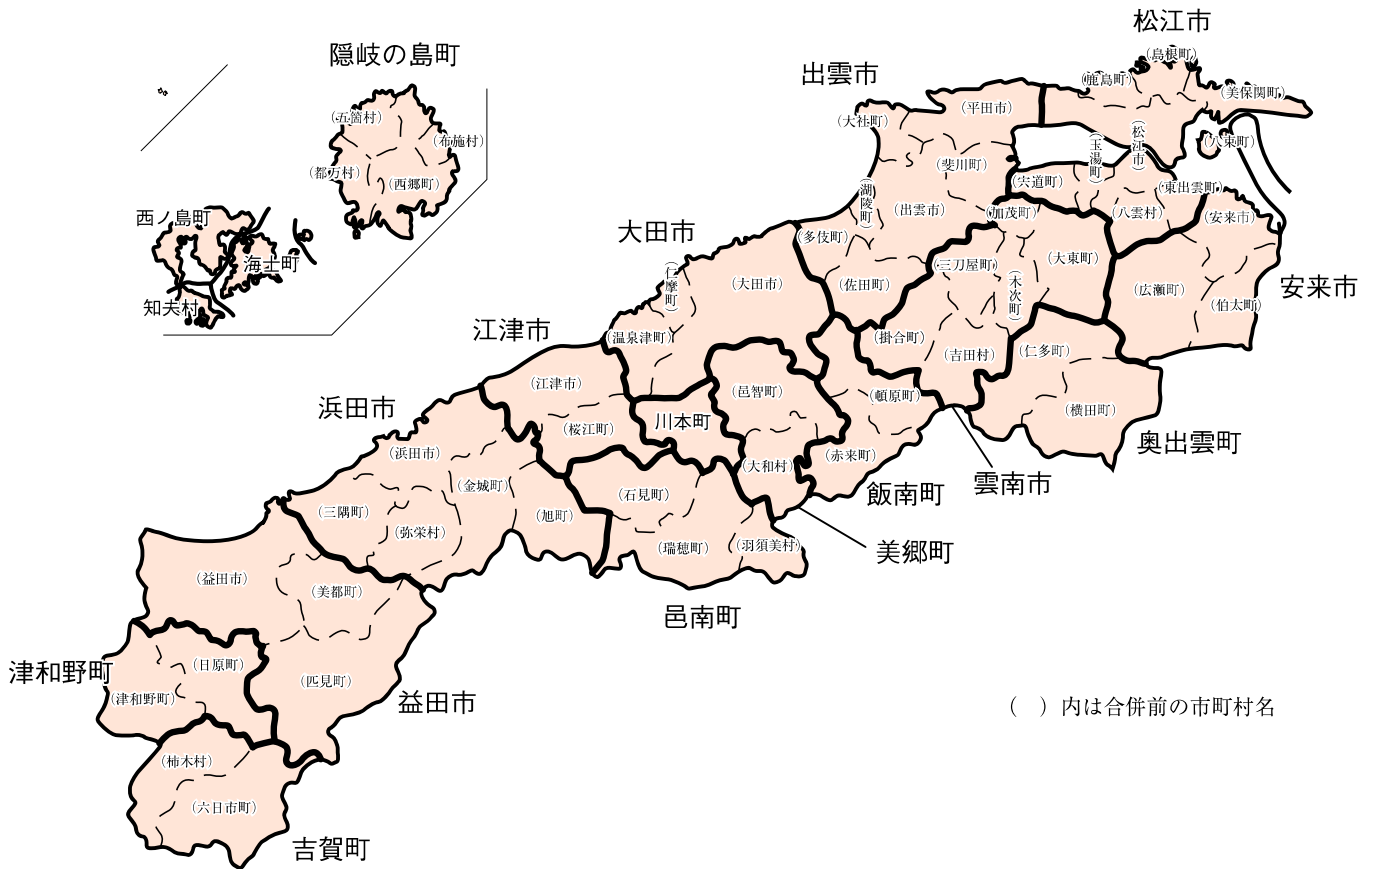 松江市
（島根町）
出雲市
（鹿島町）
（美保関町）
（平田市）
（大社町）
（松江市）
（玉湯町）
（八束町）
（斐川町）
（宍道町）
（東出雲町）
（湖陵町）
（出雲市）
（加茂町）
（八雲村）
（安来市）
（多伎町）
（三刀屋町）
（大東町）
（木次町）
（佐田町）
（広瀬町）
（伯太町）
安来市
隠岐の島町
（五箇村）
（布施村）
（都万村）
（西郷町）
西ノ島町
海士町
知夫村
大田市
（仁摩町）
（大田市）
（温泉津町）
（掛合町）
（吉田村）
（仁多町）
（横田町）
奥出雲町
江津市
（江津市）
（桜江町）
川本町
（邑智町）
（頓原町）
（大和村）
（赤来町）
飯南町
雲南市
美郷町
浜田市
（浜田市）
（金城町）
（三隅町）
（弥栄村）
（旭町）
（石見町）
（瑞穂町）
（羽須美村）
邑南町
（益田市）
（美都町）
（匹見町）
益田市
津和野町
（日原町）
（津和野町）
（柿木村）
（六日市町）
吉賀町
（　）内は合併前の市町村名